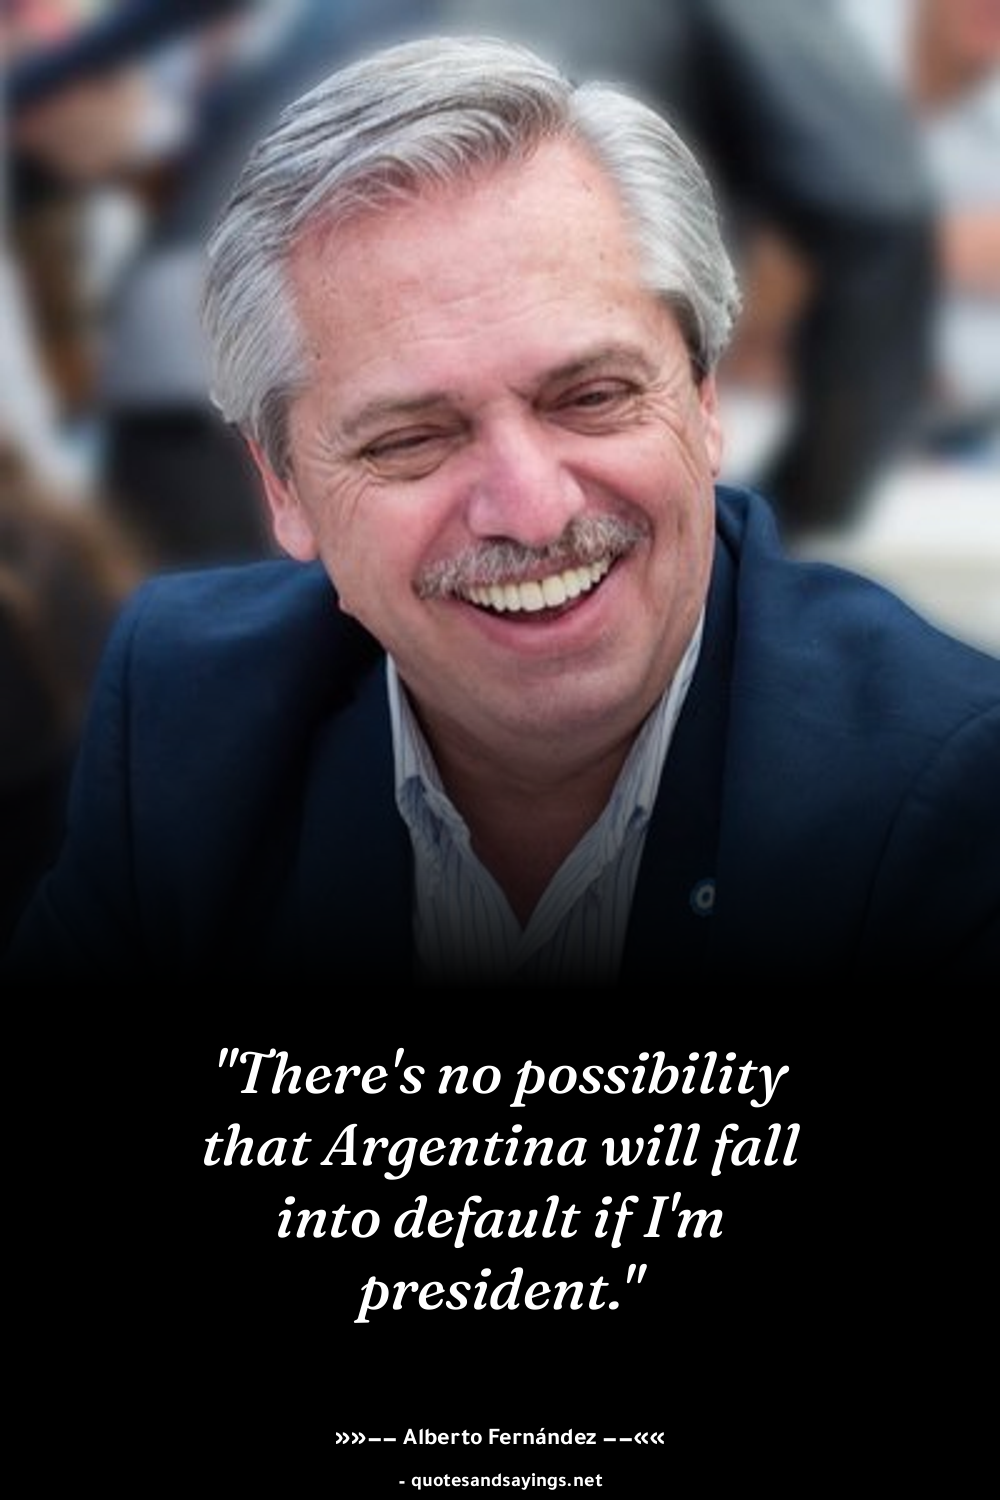 "There's no possibility
that Argentina will fall
into default if I'm
president."
»»–– Alberto Fernández ––««
- quotesandsayings.net